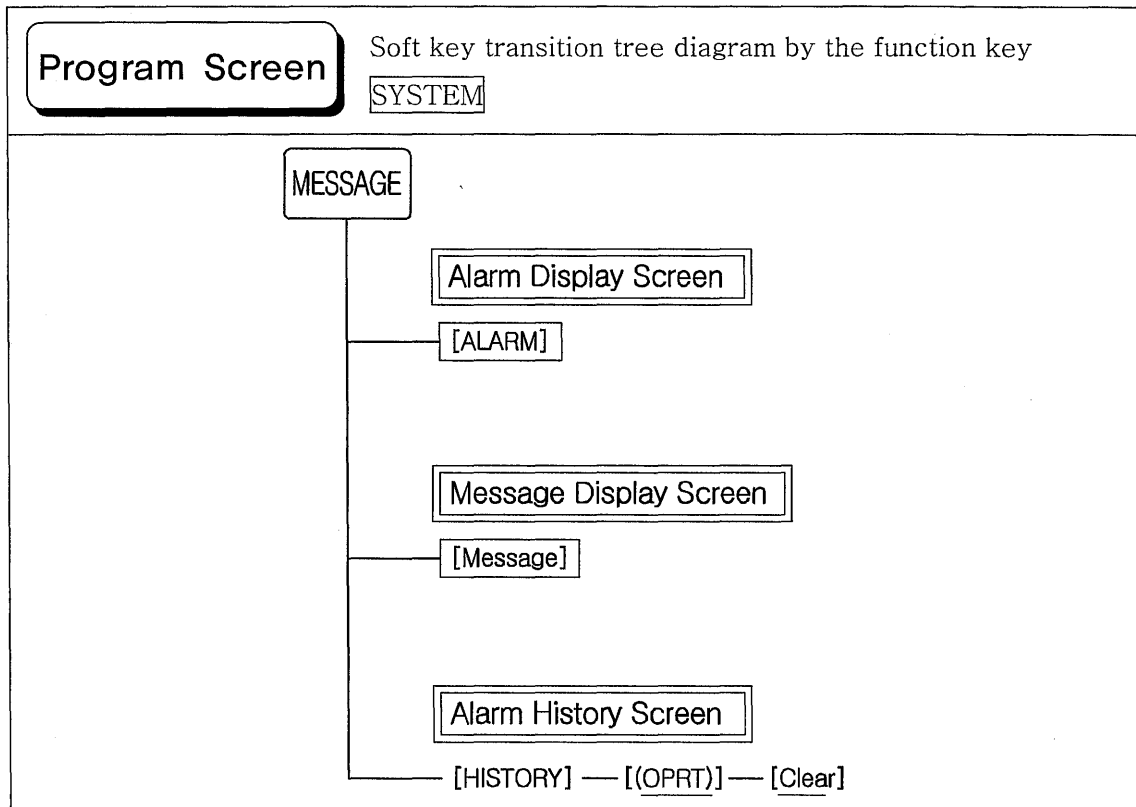 Program Screen
Soft key transition tree diagram by the function key
SYSTEM
MESSAGE
Alarm Display Screen
[ALARM]
Message Display Screen
[Message]
Alarm History Screen
[HISTORY] — [(OPRT)] — [Clear]